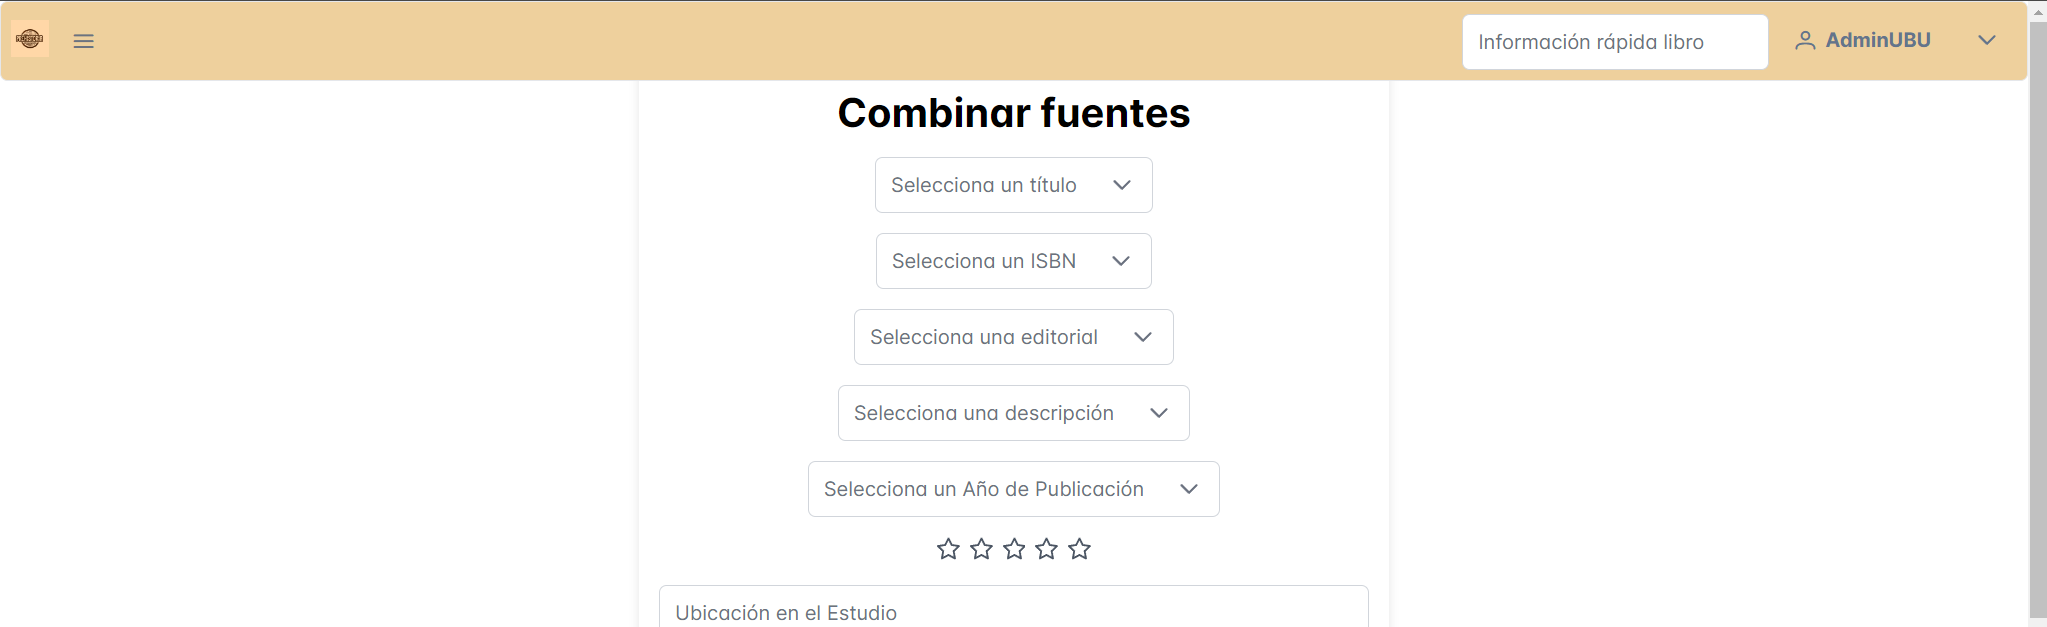 Información rápida libro
AdminUBU
Combinar fuentes
Selecciona un título
Selecciona un ISBN
Selecciona una editorial
Selecciona una descripción
Selecciona un Año de Publicación
Ubicación en el Estudio